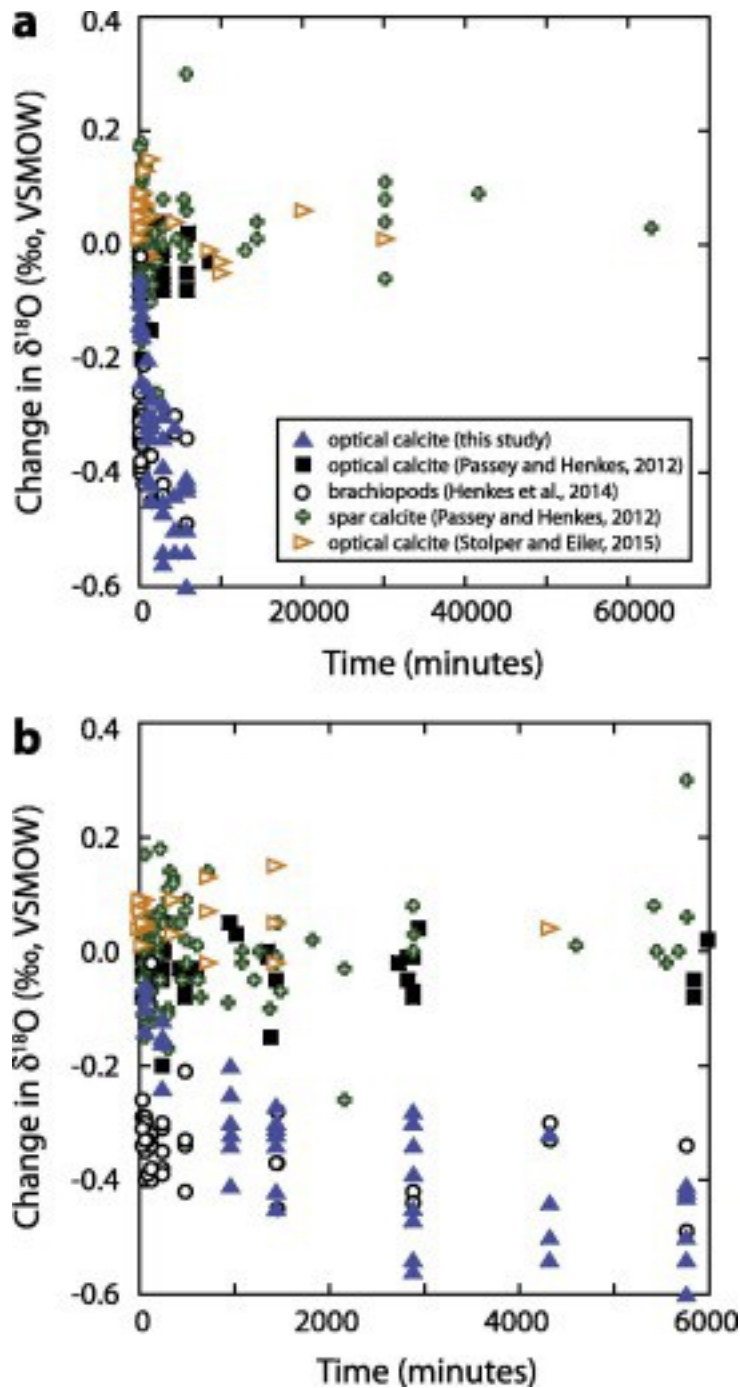 a
0.4
0.2
0.0
-0.2
-0.4
-0.6
Change in δ¹⁸O (‰, VSMOW)
optical calcite (this study)
optical calcite (Passey and Henkes, 2012)
brachiopods (Henkes et al., 2014)
spar calcite (Passey and Henkes, 2012)
optical calcite (Stolper and Eiler, 2015)
0 20000 40000 60000
Time (minutes)
b
0.4
0.2
0.0
-0.2
-0.4
-0.6
Change in δ¹⁸O (‰, VSMOW)
0 2000 4000 6000
Time (minutes)